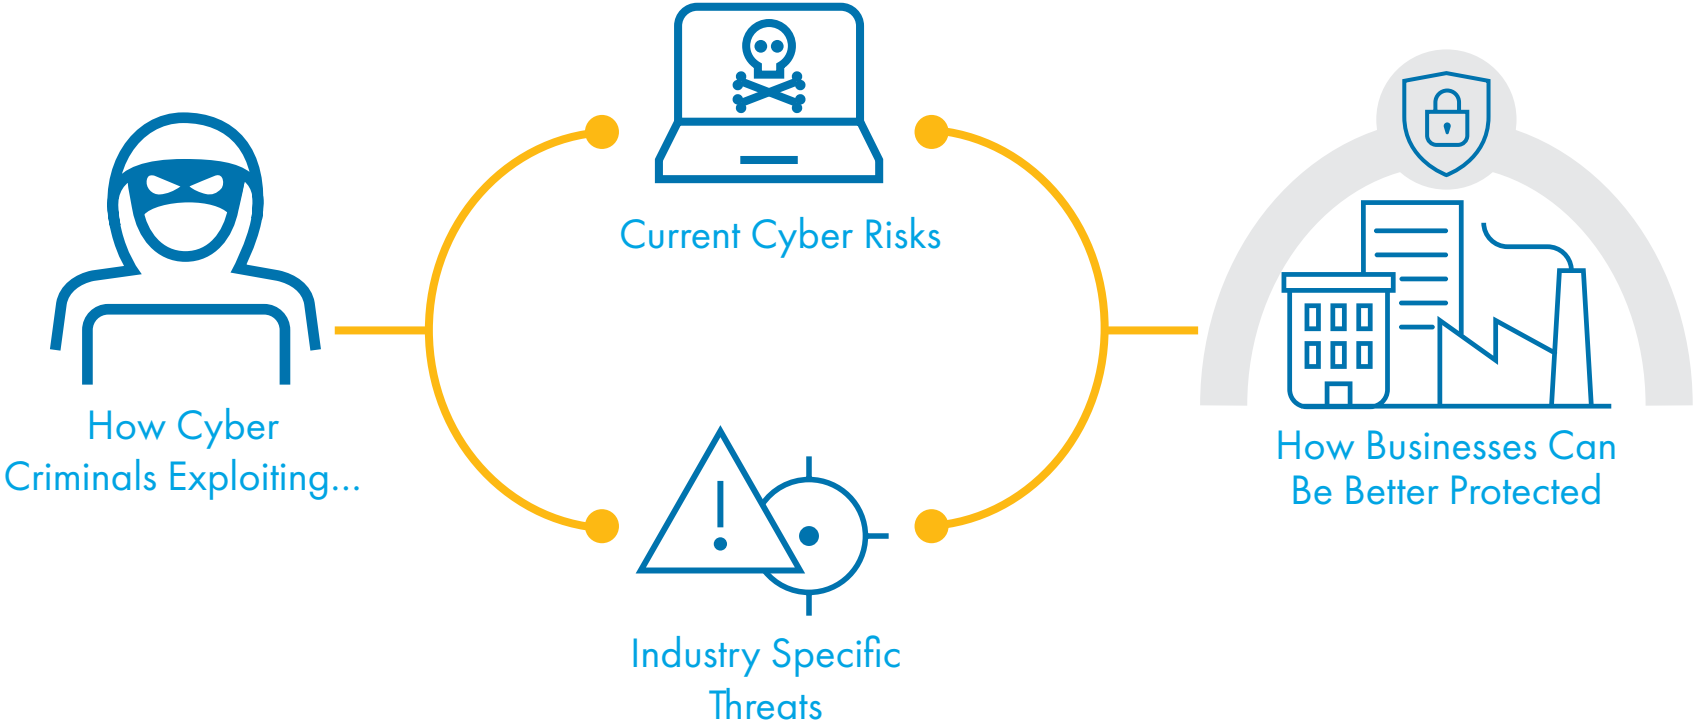 Current Cyber Risks
How Cyber
Criminals Exploiting...
How Businesses Can
Be Better Protected
Industry Specific
Threats